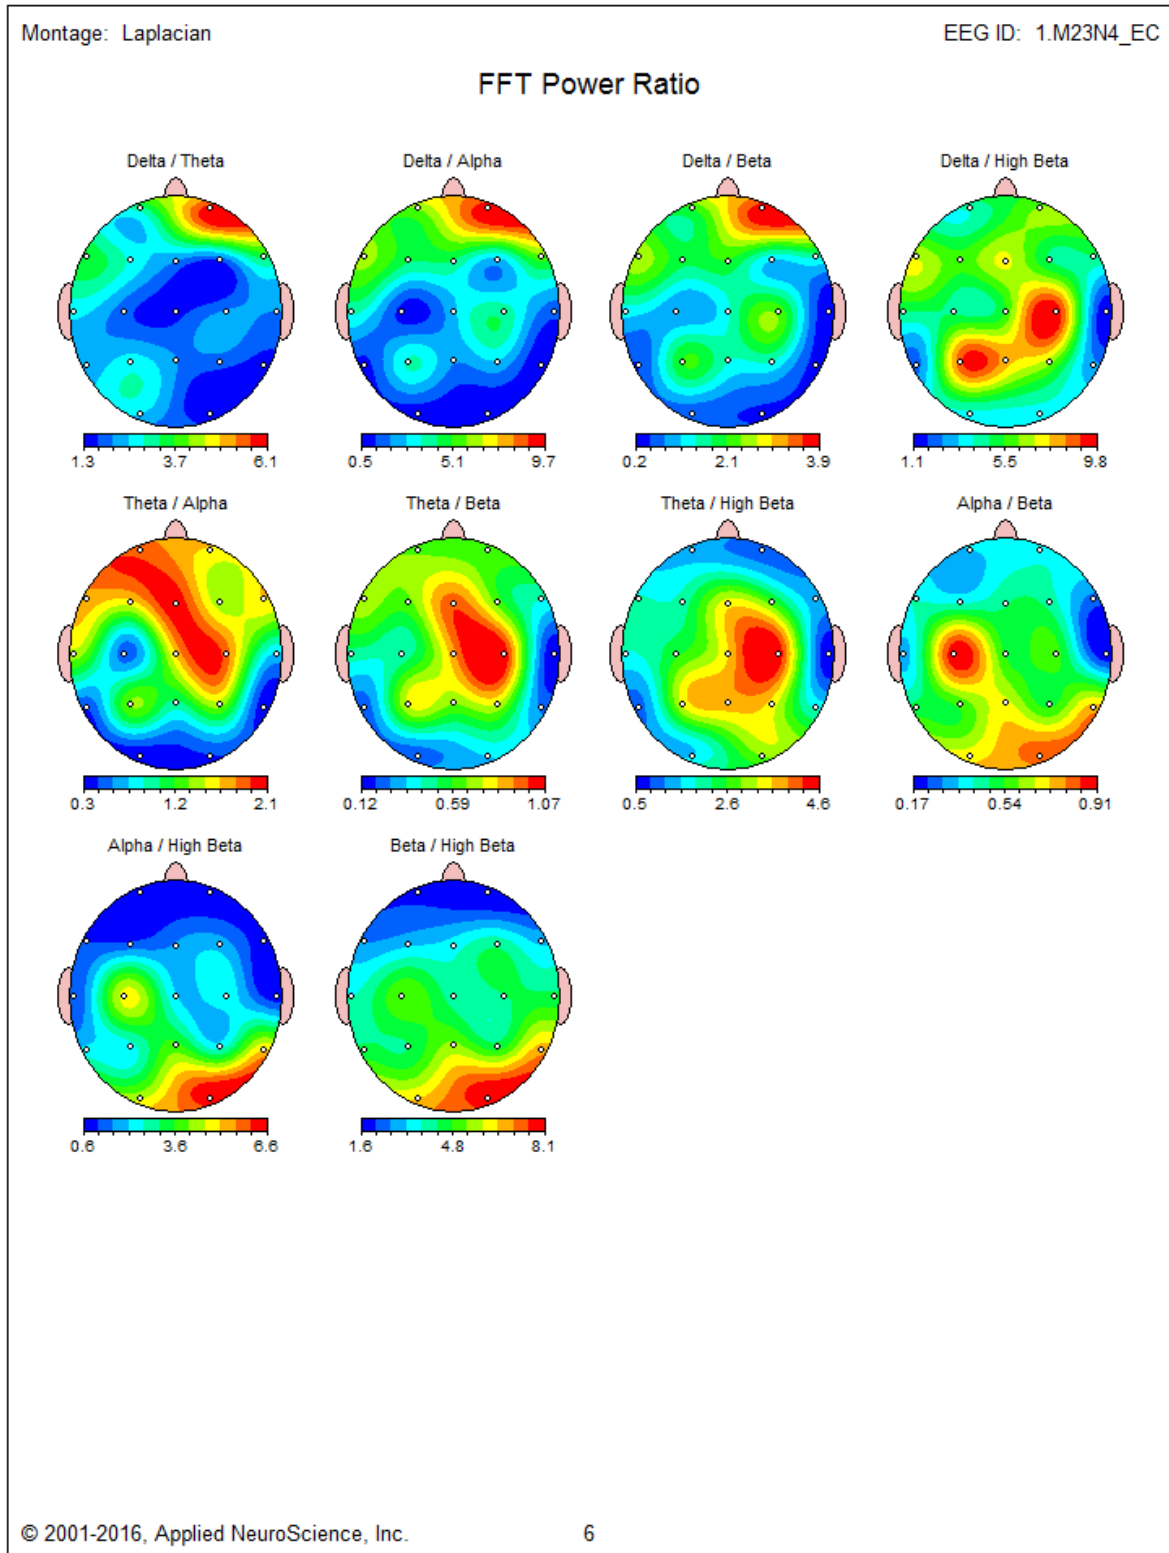 Montage: Laplacian EEG ID: 1.M23N4_EC
FFT Power Ratio
Delta / Theta Delta / Alpha Delta / Beta Delta / High Beta
1.3 3.7 6.1 0.5 5.1 9.7 0.2 2.1 3.9 1.1 5.5 9.8
Theta / Alpha Theta / Beta Theta / High Beta Alpha / Beta
0.3 1.2 2.1 0.12 0.59 1.07 0.5 2.6 4.6 0.17 0.54 0.91
Alpha / High Beta Beta / High Beta
0.6 3.6 6.6 1.6 4.8 8.1
© 2001-2016, Applied NeuroScience, Inc. 6